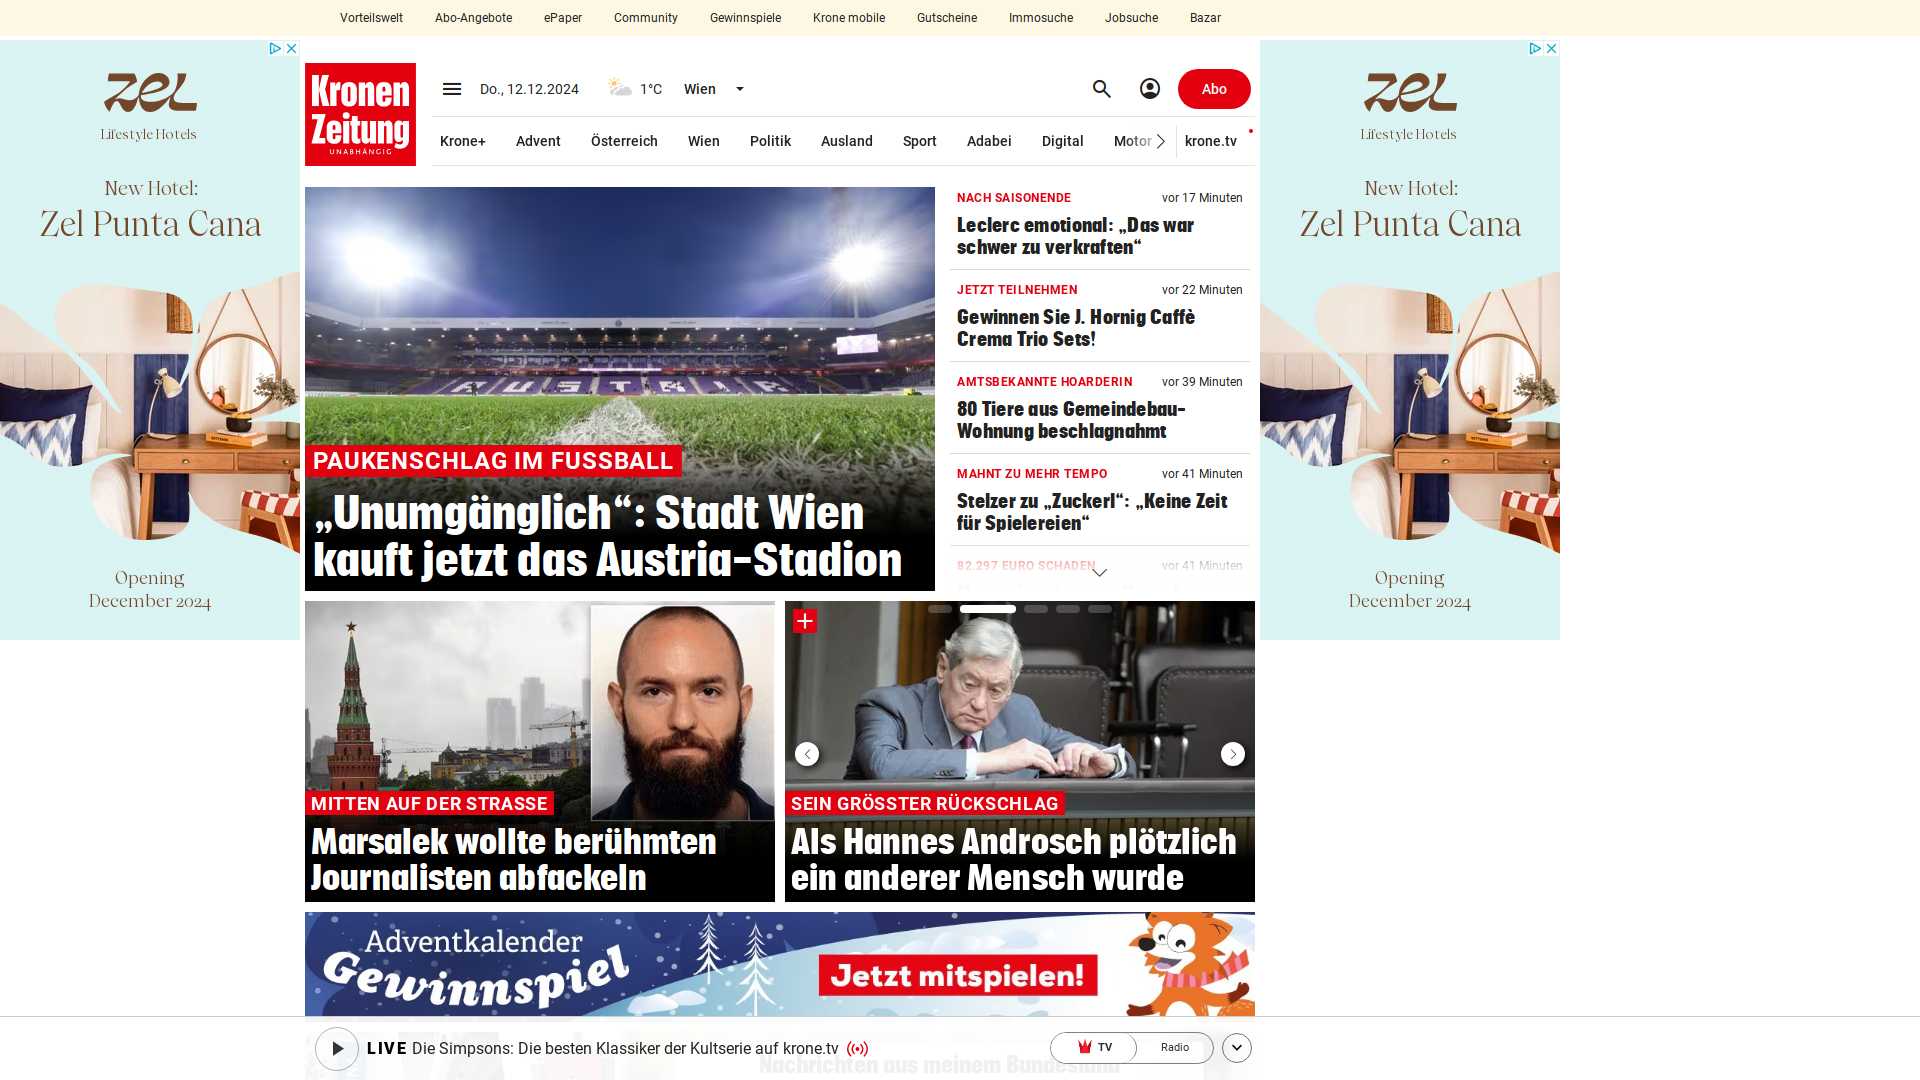 Vorteilswelt Abo-Angebote ePaper Community Gewinnspiele Krone mobile Gutscheine Immosuche Jobsuche Bazar
zel
Lifestyle Hotels
New Hotel:
Zel Punta Cana
Opening
December 2024
Kronen
Zeitung
UNABHÄNGIG
Do., 12.12.2024 1°C Wien
Abo
Krone+ Advent Österreich Wien Politik Ausland Sport Adabei Digital Motor krone.tv
AUSTRIA
PAUKENSCHLAG IM FUSSBALL
„Unumgänglich“: Stadt Wien
kauft jetzt das Austria-Stadion
NACH SAISONENDE vor 17 Minuten
Leclerc emotional: „Das war
schwer zu verkraften“
JETZT TEILNEHMEN vor 22 Minuten
Gewinnen Sie J. Hornig Caffè
Crema Trio Sets!
AMTSBEKANNTE HOARDERIN vor 39 Minuten
80 Tiere aus Gemeindebau-
Wohnung beschlagnahmt
MAHNT ZU MEHR TEMPO vor 41 Minuten
Stelzer zu „Zuckerl“: „Keine Zeit
für Spielereien“
82.297 EURO SCHADEN vor 41 Minuten
MITTEN AUF DER STRASSE
Marsalek wollte berühmten
Journalisten abfackeln
SEIN GRÖSSTER RÜCKSCHLAG
Als Hannes Androsch plötzlich
ein anderer Mensch wurde
Adventkalender
Gewinnspiel
Jetzt mitspielen!
LIVE Die Simpsons: Die besten Klassiker der Kultserie auf krone.tv
TV Radio
Nachrichten aus meinem Bundesland
zel
Lifestyle Hotels
New Hotel:
Zel Punta Cana
Opening
December 2024